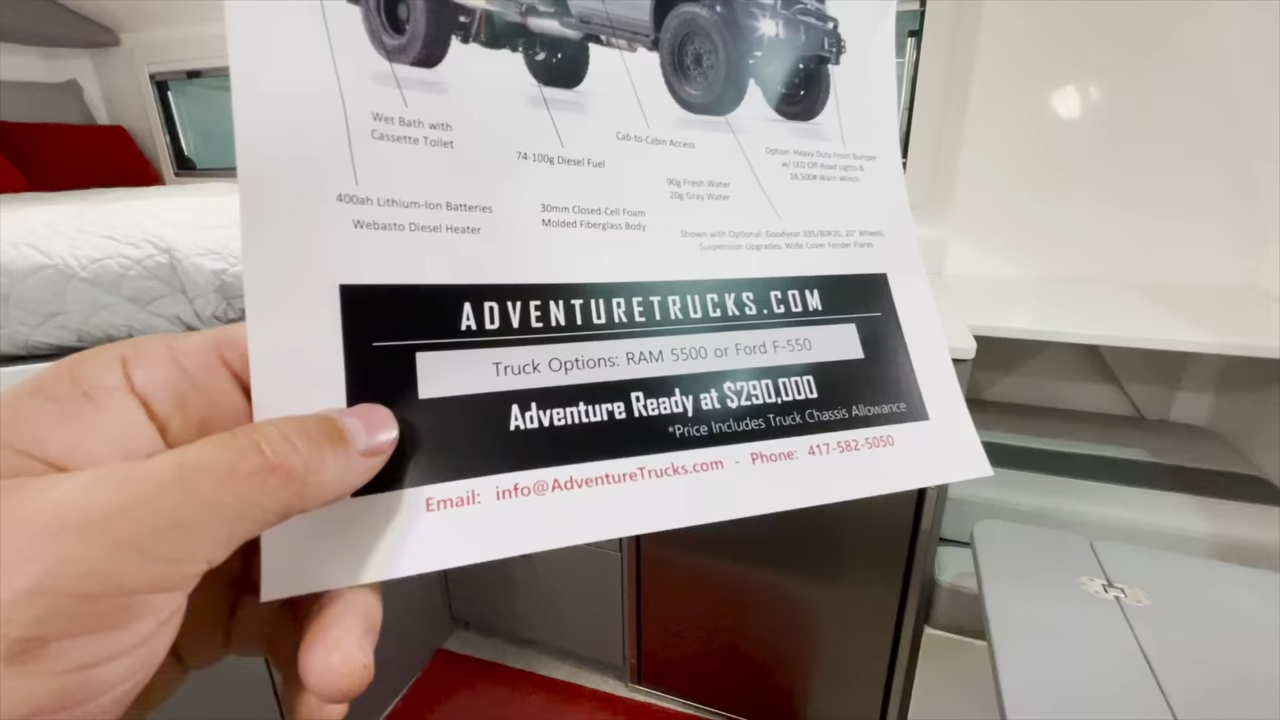 Wet Bath with
Cassette Toilet
74-100g Diesel Fuel
Cab-to-Cabin Access
Option: Heavy Duty Front Bumper
w/ LED Off-Road Lights &
16,500# Warn Winch
400ah Lithium-Ion Batteries
Webasto Diesel Heater
30mm Closed-Cell Foam
Molded Fiberglass Body
90g Fresh Water
20g Gray Water
Shown with Optional: Goodyear 335/80R20, 20" Wheels,
Suspension Upgrades, Wide Cover Fender Flares
ADVENTURETRUCKS.COM
Truck Options: RAM 5500 or Ford F-550
Adventure Ready at $290,000
*Price Includes Truck Chassis Allowance
Email: info@AdventureTrucks.com - Phone: 417-582-5050